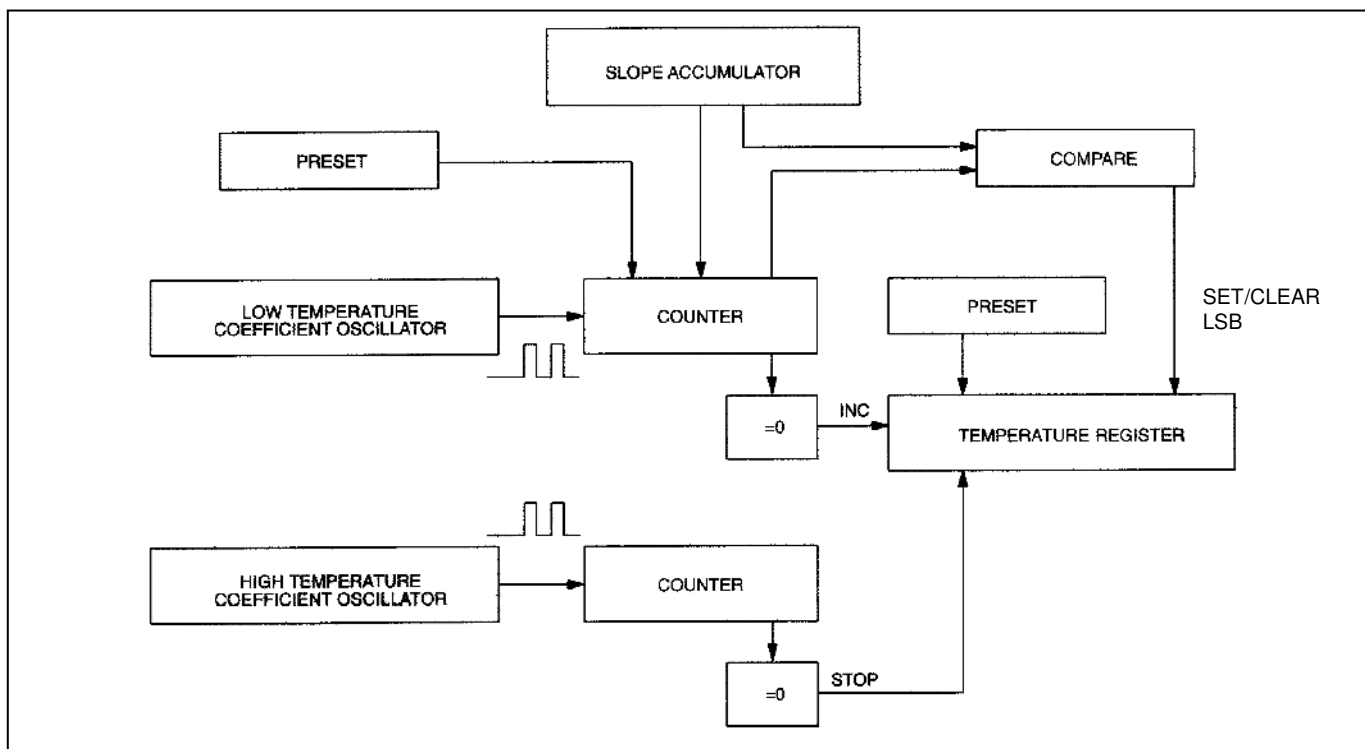 SLOPE ACCUMULATOR
PRESET
COMPARE
LOW TEMPERATURE
COEFFICIENT OSCILLATOR
COUNTER
PRESET
SET/CLEAR
LSB
=0
INC
TEMPERATURE REGISTER
HIGH TEMPERATURE
COEFFICIENT OSCILLATOR
COUNTER
=0
STOP